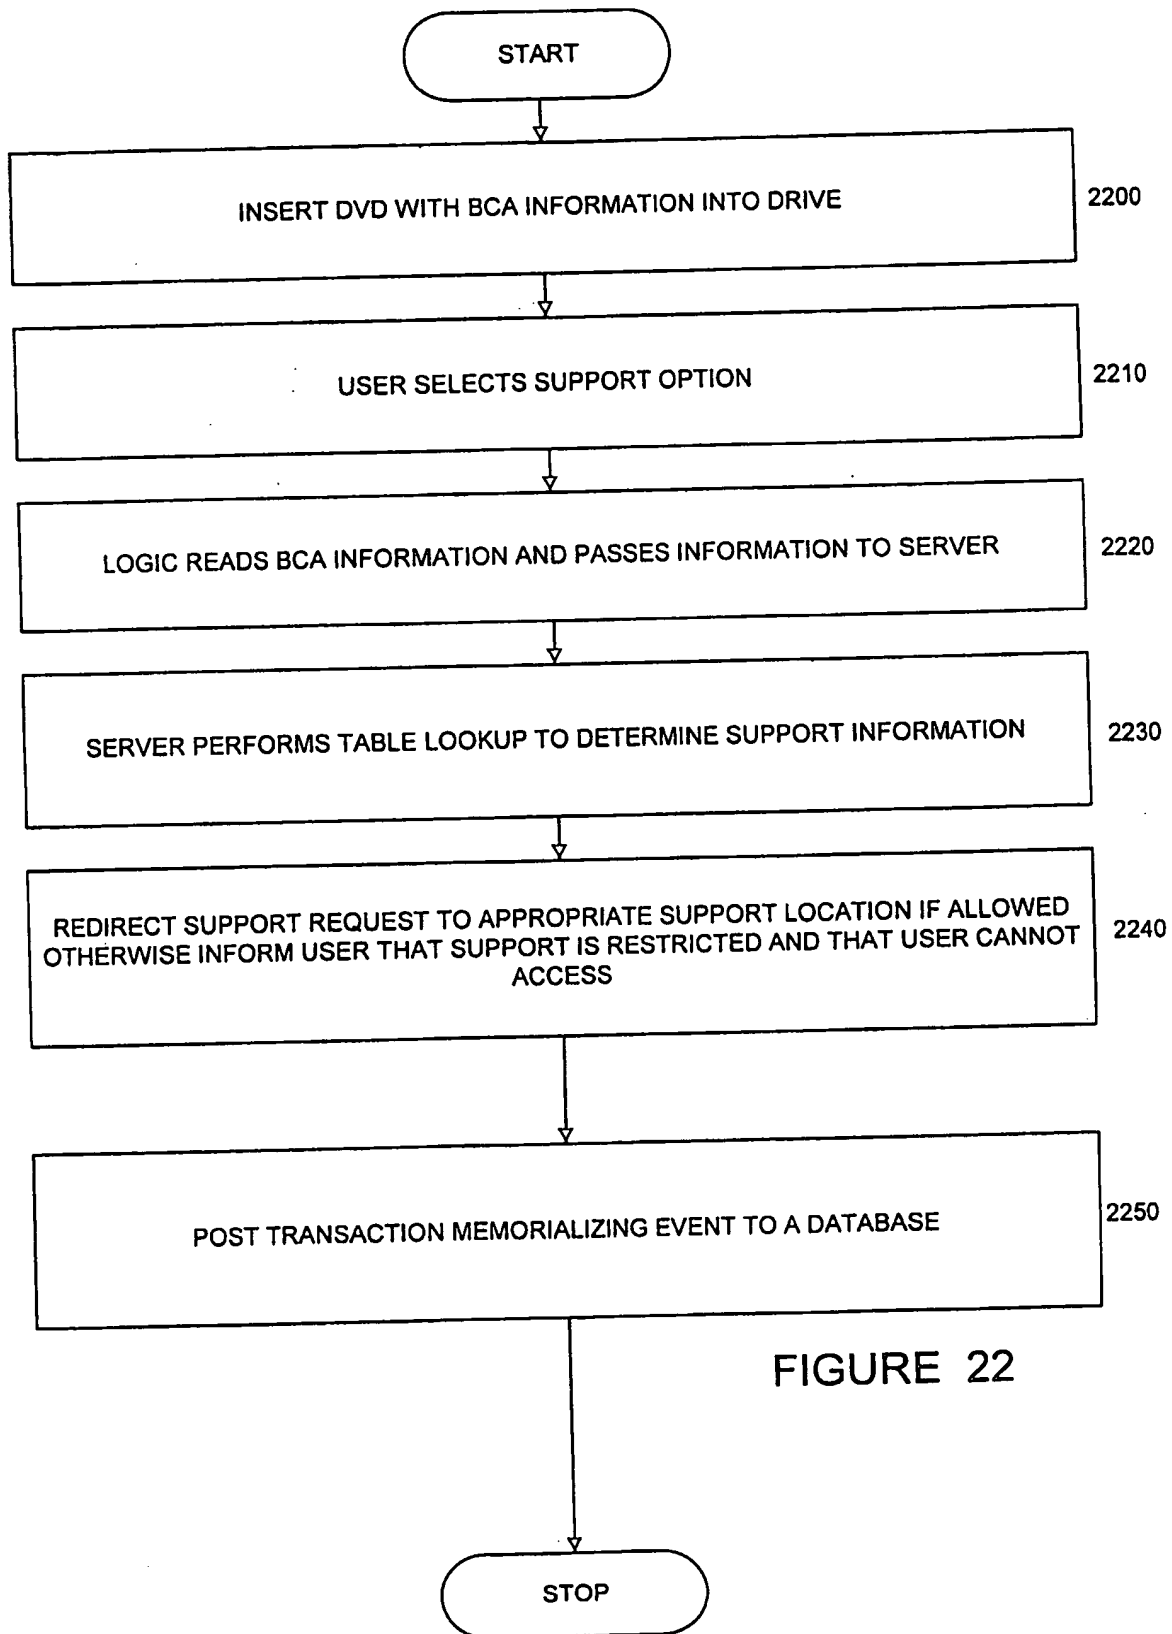 START
INSERT DVD WITH BCA INFORMATION INTO DRIVE
2200
USER SELECTS SUPPORT OPTION
2210
LOGIC READS BCA INFORMATION AND PASSES INFORMATION TO SERVER
2220
SERVER PERFORMS TABLE LOOKUP TO DETERMINE SUPPORT INFORMATION
2230
REDIRECT SUPPORT REQUEST TO APPROPRIATE SUPPORT LOCATION IF ALLOWED
OTHERWISE INFORM USER THAT SUPPORT IS RESTRICTED AND THAT USER CANNOT
ACCESS
2240
POST TRANSACTION MEMORIALIZING EVENT TO A DATABASE
2250
FIGURE 22
STOP